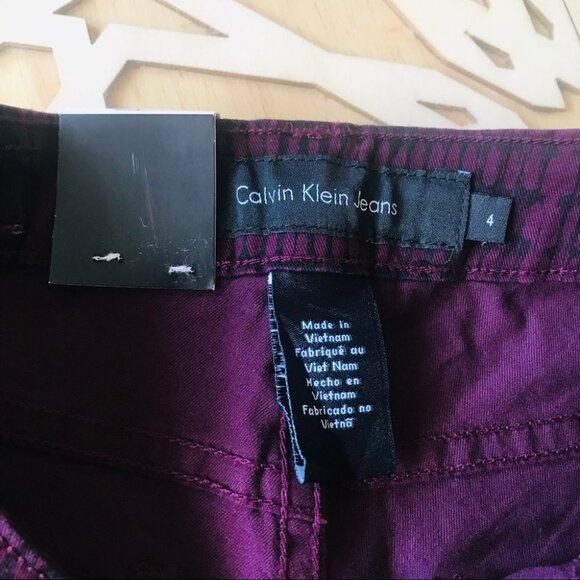 Calvin Klein Jeans
4
Made in
Vietnam
Fabriqué au
Viet Nam
Hecho en
Vietnam
Fabricado no
Vietnã